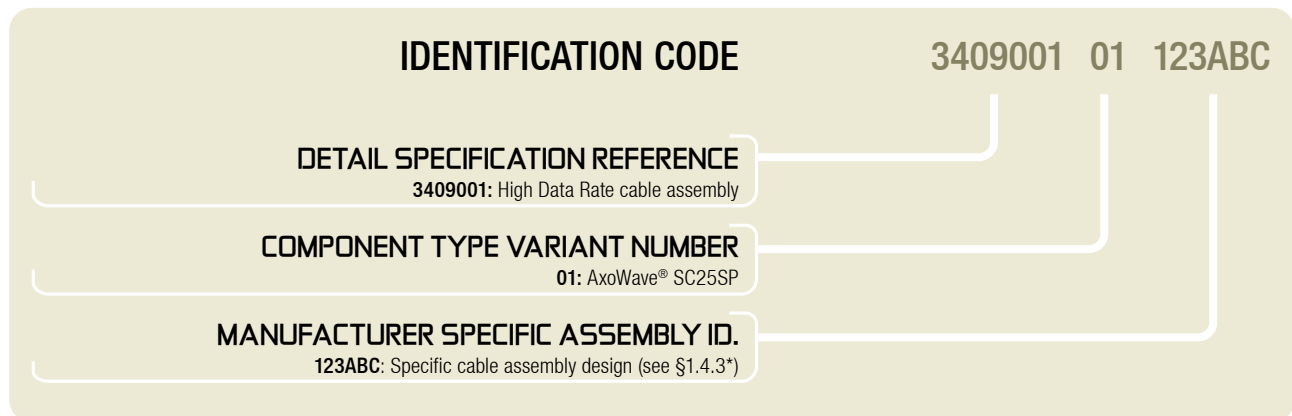 IDENTIFICATION CODE 3409001 01 123ABC
DETAIL SPECIFICATION REFERENCE
3409001: High Data Rate cable assembly
COMPONENT TYPE VARIANT NUMBER
01: AxoWave® SC25SP
MANUFACTURER SPECIFIC ASSEMBLY ID.
123ABC: Specific cable assembly design (see §1.4.3*)